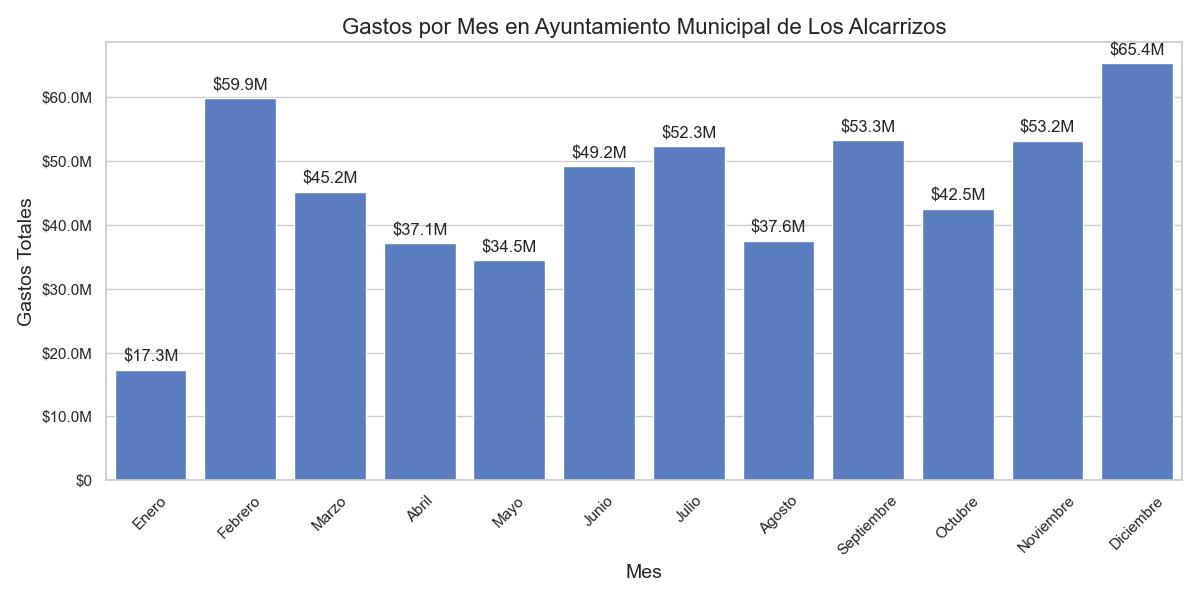 Gastos por Mes en Ayuntamiento Municipal de Los Alcarrizos
Gastos Totales
$60.0M
$50.0M
$40.0M
$30.0M
$20.0M
$10.0M
$0
$17.3M
$59.9M
$45.2M
$37.1M
$34.5M
$49.2M
$52.3M
$37.6M
$53.3M
$42.5M
$53.2M
$65.4M
Enero
Febrero
Marzo
Abril
Mayo
Junio
Julio
Agosto
Septiembre
Octubre
Noviembre
Diciembre
Mes